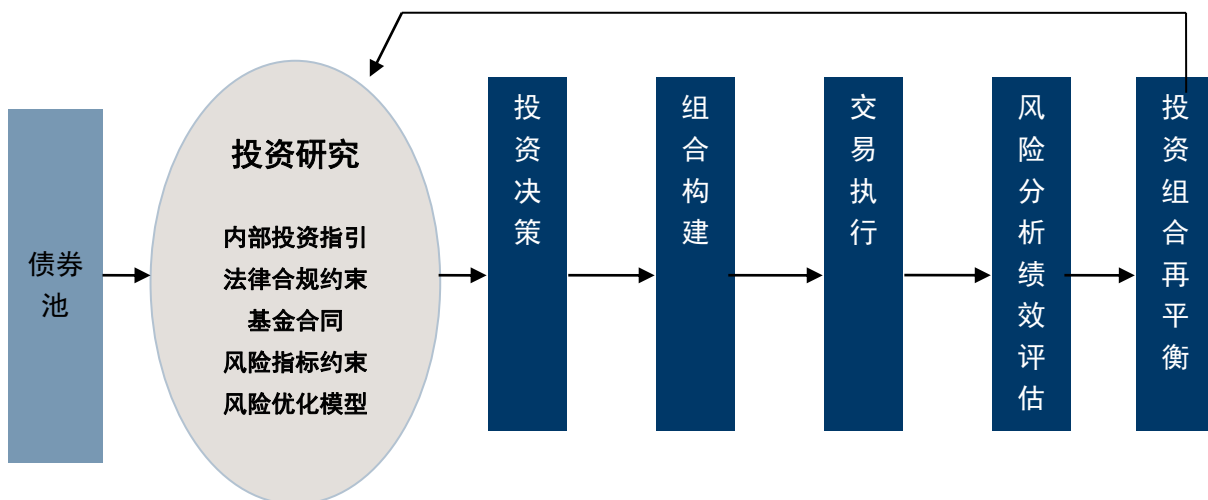 债券
池
投资研究
内部投资指引
法律合规约束
基金合同
风险指标约束
风险优化模型
投资决策
组合构建
交易执行
风险分析绩效评估
投资组合再平衡